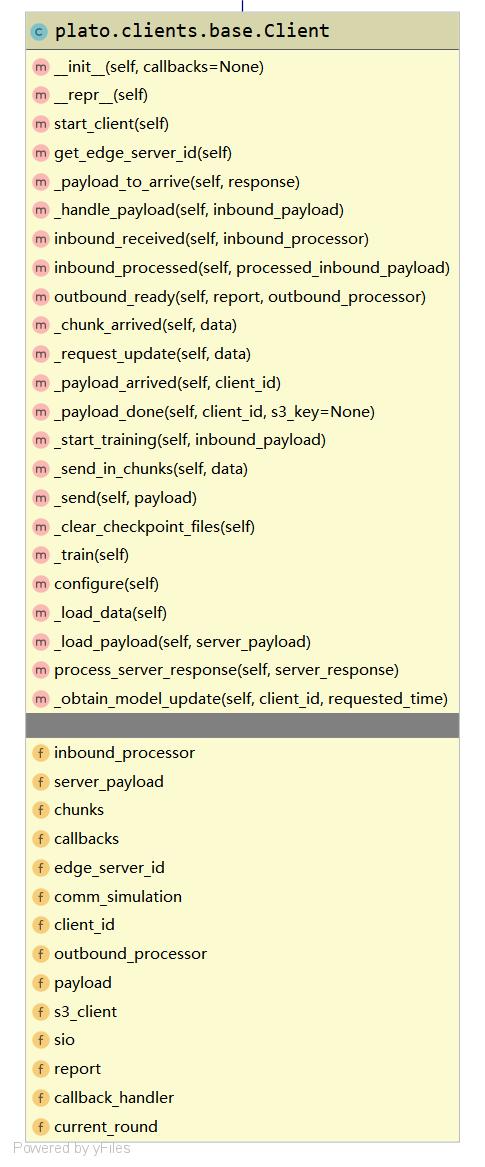 c plato.clients.base.Client
m __init__(self, callbacks=None)
m __repr__(self)
m start_client(self)
m get_edge_server_id(self)
m _payload_to_arrive(self, response)
m _handle_payload(self, inbound_payload)
m inbound_received(self, inbound_processor)
m inbound_processed(self, processed_inbound_payload)
m outbound_ready(self, report, outbound_processor)
m _chunk_arrived(self, data)
m _request_update(self, data)
m _payload_arrived(self, client_id)
m _payload_done(self, client_id, s3_key=None)
m _start_training(self, inbound_payload)
m _send_in_chunks(self, data)
m _send(self, payload)
m _clear_checkpoint_files(self)
m _train(self)
m configure(self)
m _load_data(self)
m _load_payload(self, server_payload)
m process_server_response(self, server_response)
m _obtain_model_update(self, client_id, requested_time)
f inbound_processor
f server_payload
f chunks
f callbacks
f edge_server_id
f comm_simulation
f client_id
f outbound_processor
f payload
f s3_client
f sio
f report
f callback_handler
f current_round
Powered by yFiles